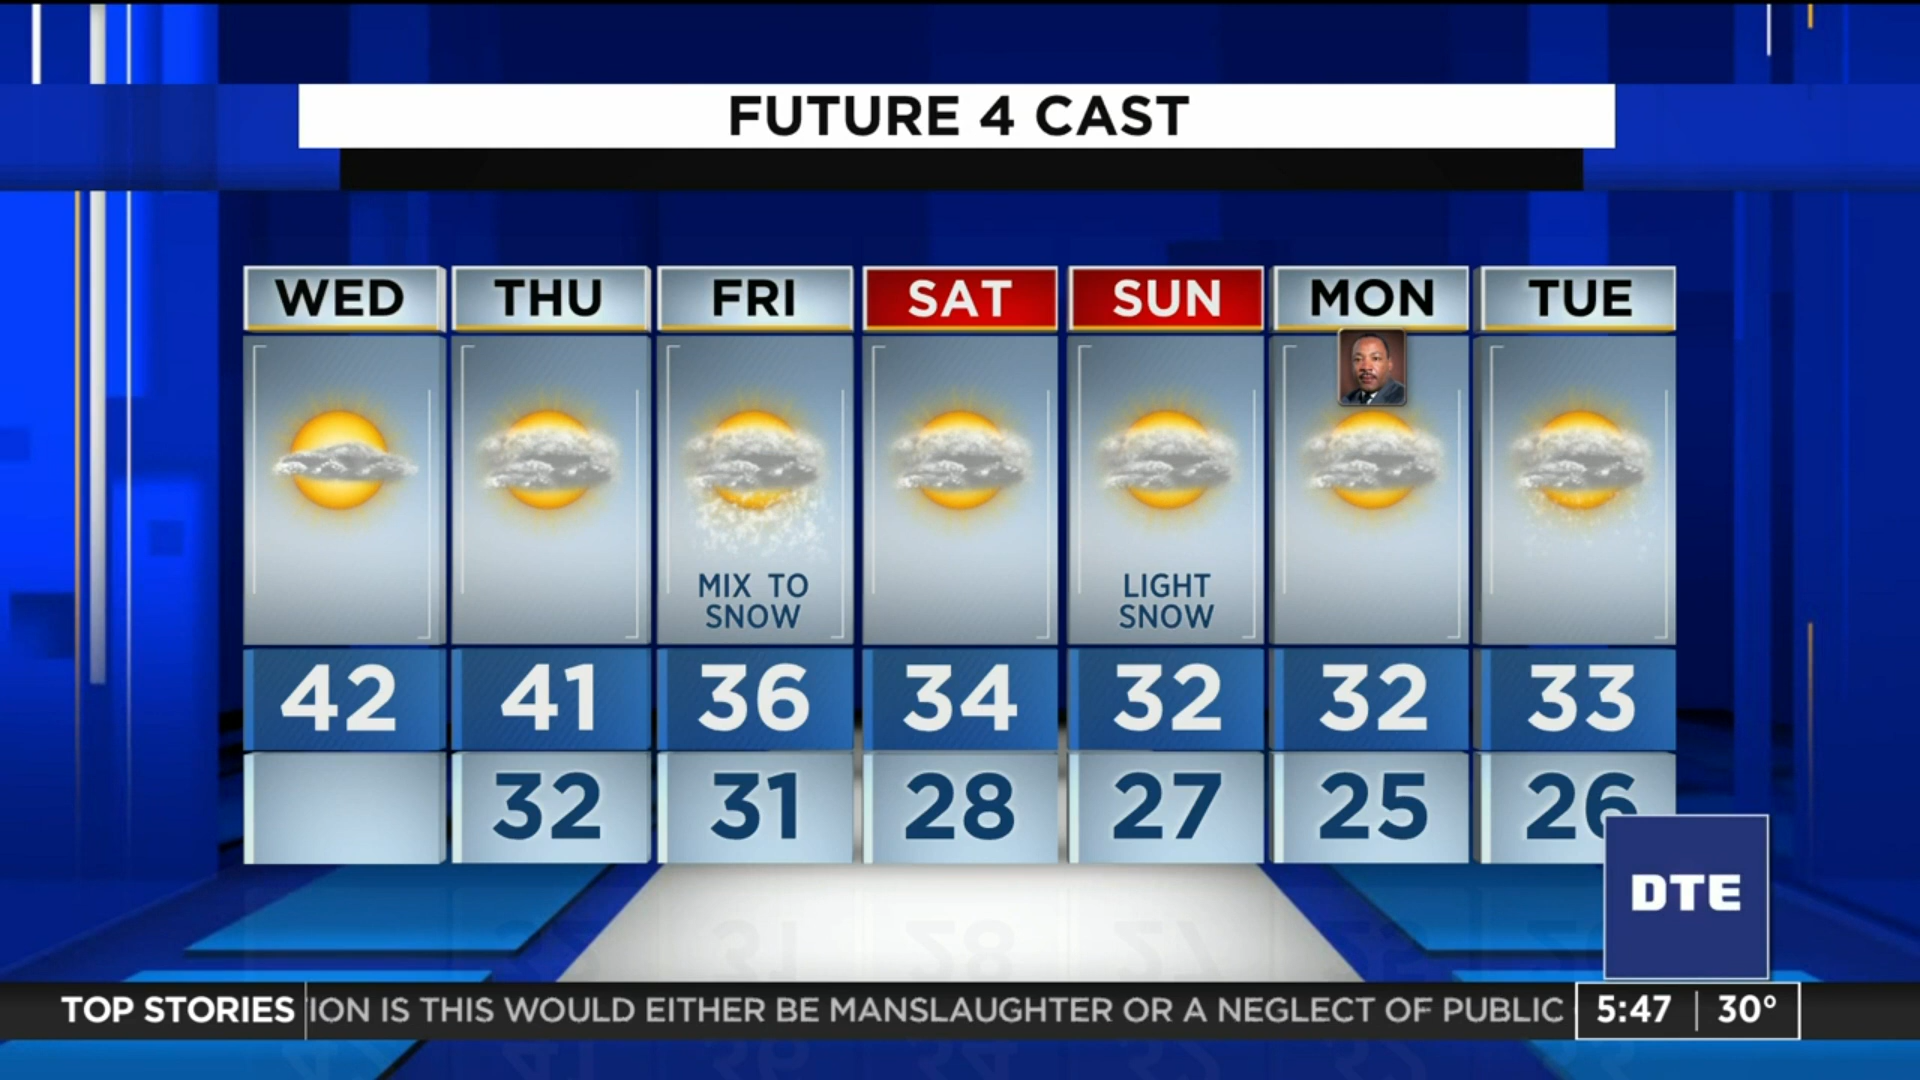 FUTURE 4 CAST
WED THU FRI SAT SUN MON TUE
MIX TO
SNOW
LIGHT
SNOW
42 41 36 34 32 32 33
32 31 28 27 25 26
DTE
TOP STORIES ION IS THIS WOULD EITHER BE MANSLAUGHTER OR A NEGLECT OF PUBLIC 5:47 30°